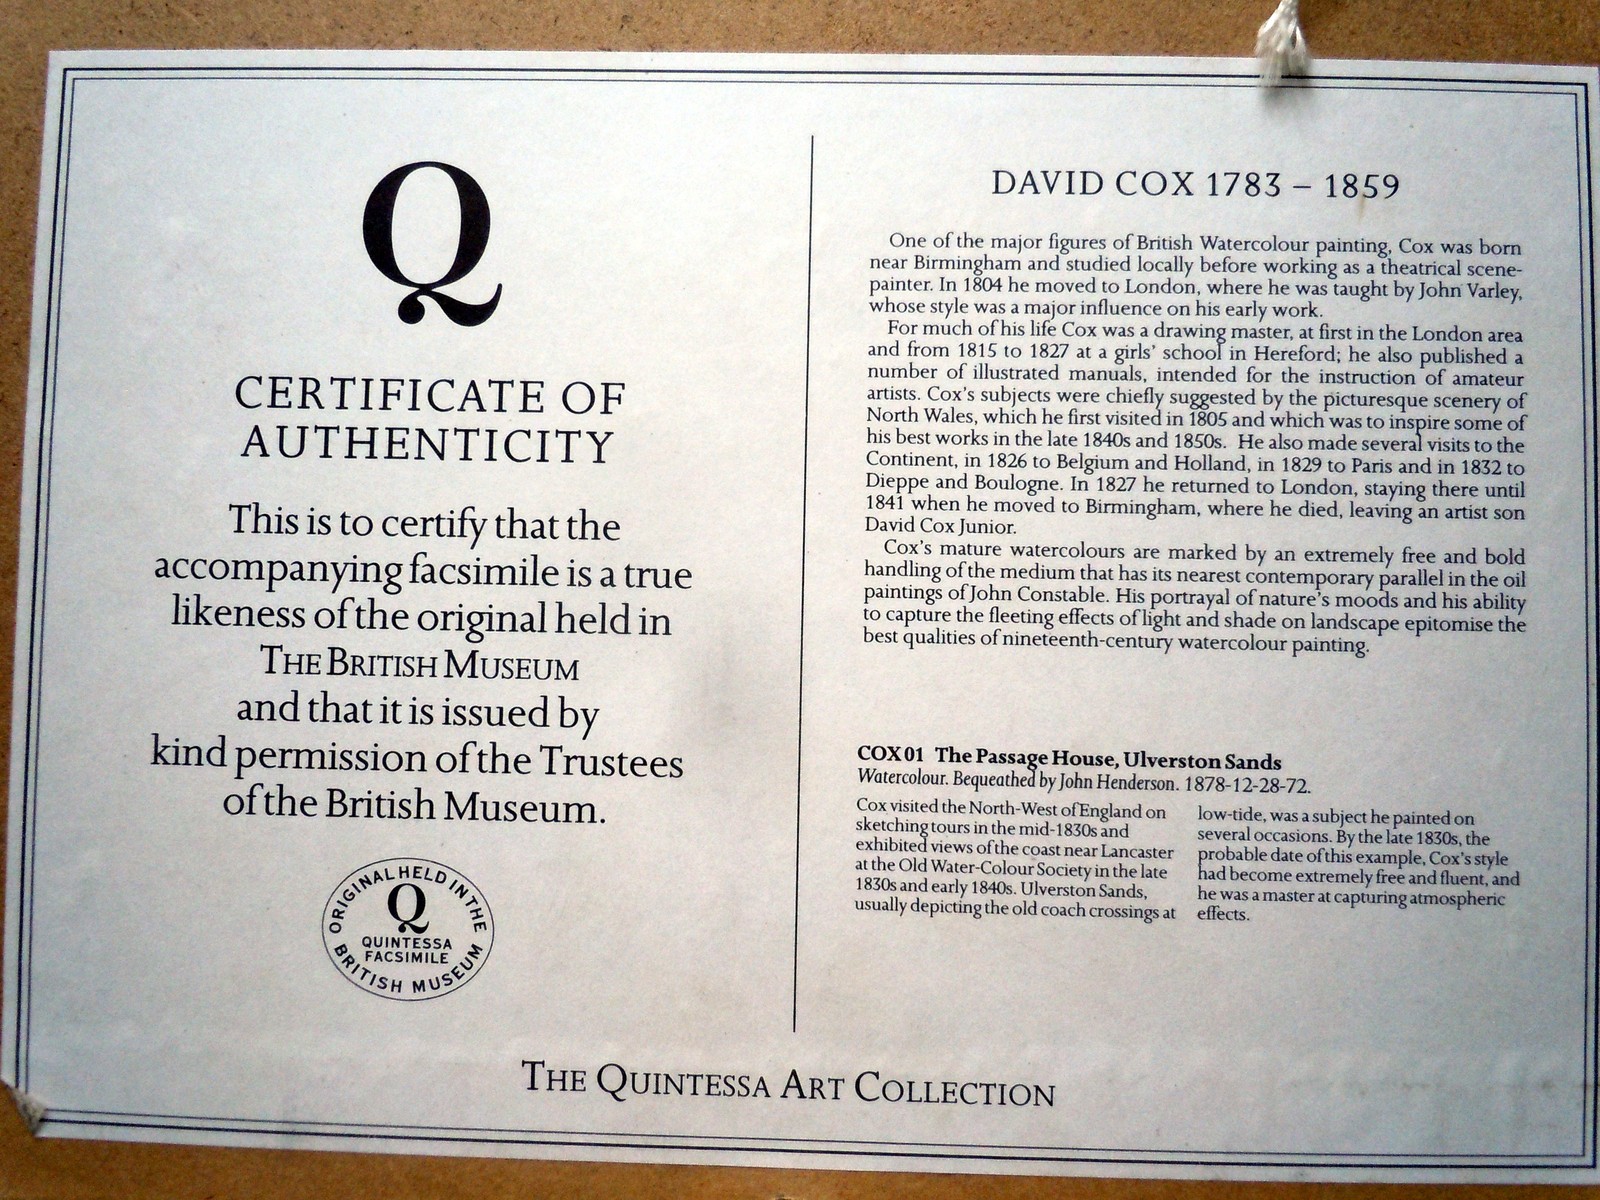 Q
CERTIFICATE OF
AUTHENTICITY
This is to certify that the
accompanying facsimile is a true
likeness of the original held in
THE BRITISH MUSEUM
and that it is issued by
kind permission of the Trustees
of the British Museum.
ORIGINAL HELD IN THE
Q
QUINTESSA
FACSIMILE
BRITISH MUSEUM
DAVID COX 1783 – 1859
One of the major figures of British Watercolour painting, Cox was born
near Birmingham and studied locally before working as a theatrical scene-
painter. In 1804 he moved to London, where he was taught by John Varley,
whose style was a major influence on his early work.
For much of his life Cox was a drawing master, at first in the London area
and from 1815 to 1827 at a girls' school in Hereford; he also published a
number of illustrated manuals, intended for the instruction of amateur
artists. Cox's subjects were chiefly suggested by the picturesque scenery of
North Wales, which he first visited in 1805 and which was to inspire some of
his best works in the late 1840s and 1850s. He also made several visits to the
Continent, in 1826 to Belgium and Holland, in 1829 to Paris and in 1832 to
Dieppe and Boulogne. In 1827 he returned to London, staying there until
1841 when he moved to Birmingham, where he died, leaving an artist son
David Cox Junior.
Cox's mature watercolours are marked by an extremely free and bold
handling of the medium that has its nearest contemporary parallel in the oil
paintings of John Constable. His portrayal of nature's moods and his ability
to capture the fleeting effects of light and shade on landscape epitomise the
best qualities of nineteenth-century watercolour painting.
COX 01 The Passage House, Ulverston Sands
Watercolour. Bequeathed by John Henderson. 1878-12-28-72.
Cox visited the North-West of England on
sketching tours in the mid-1830s and
exhibited views of the coast near Lancaster
at the Old Water-Colour Society in the late
1830s and early 1840s. Ulverston Sands,
usually depicting the old coach crossings at
low-tide, was a subject he painted on
several occasions. By the late 1830s, the
probable date of this example, Cox's style
had become extremely free and fluent, and
he was a master at capturing atmospheric
effects.
THE QUINTESSA ART COLLECTION